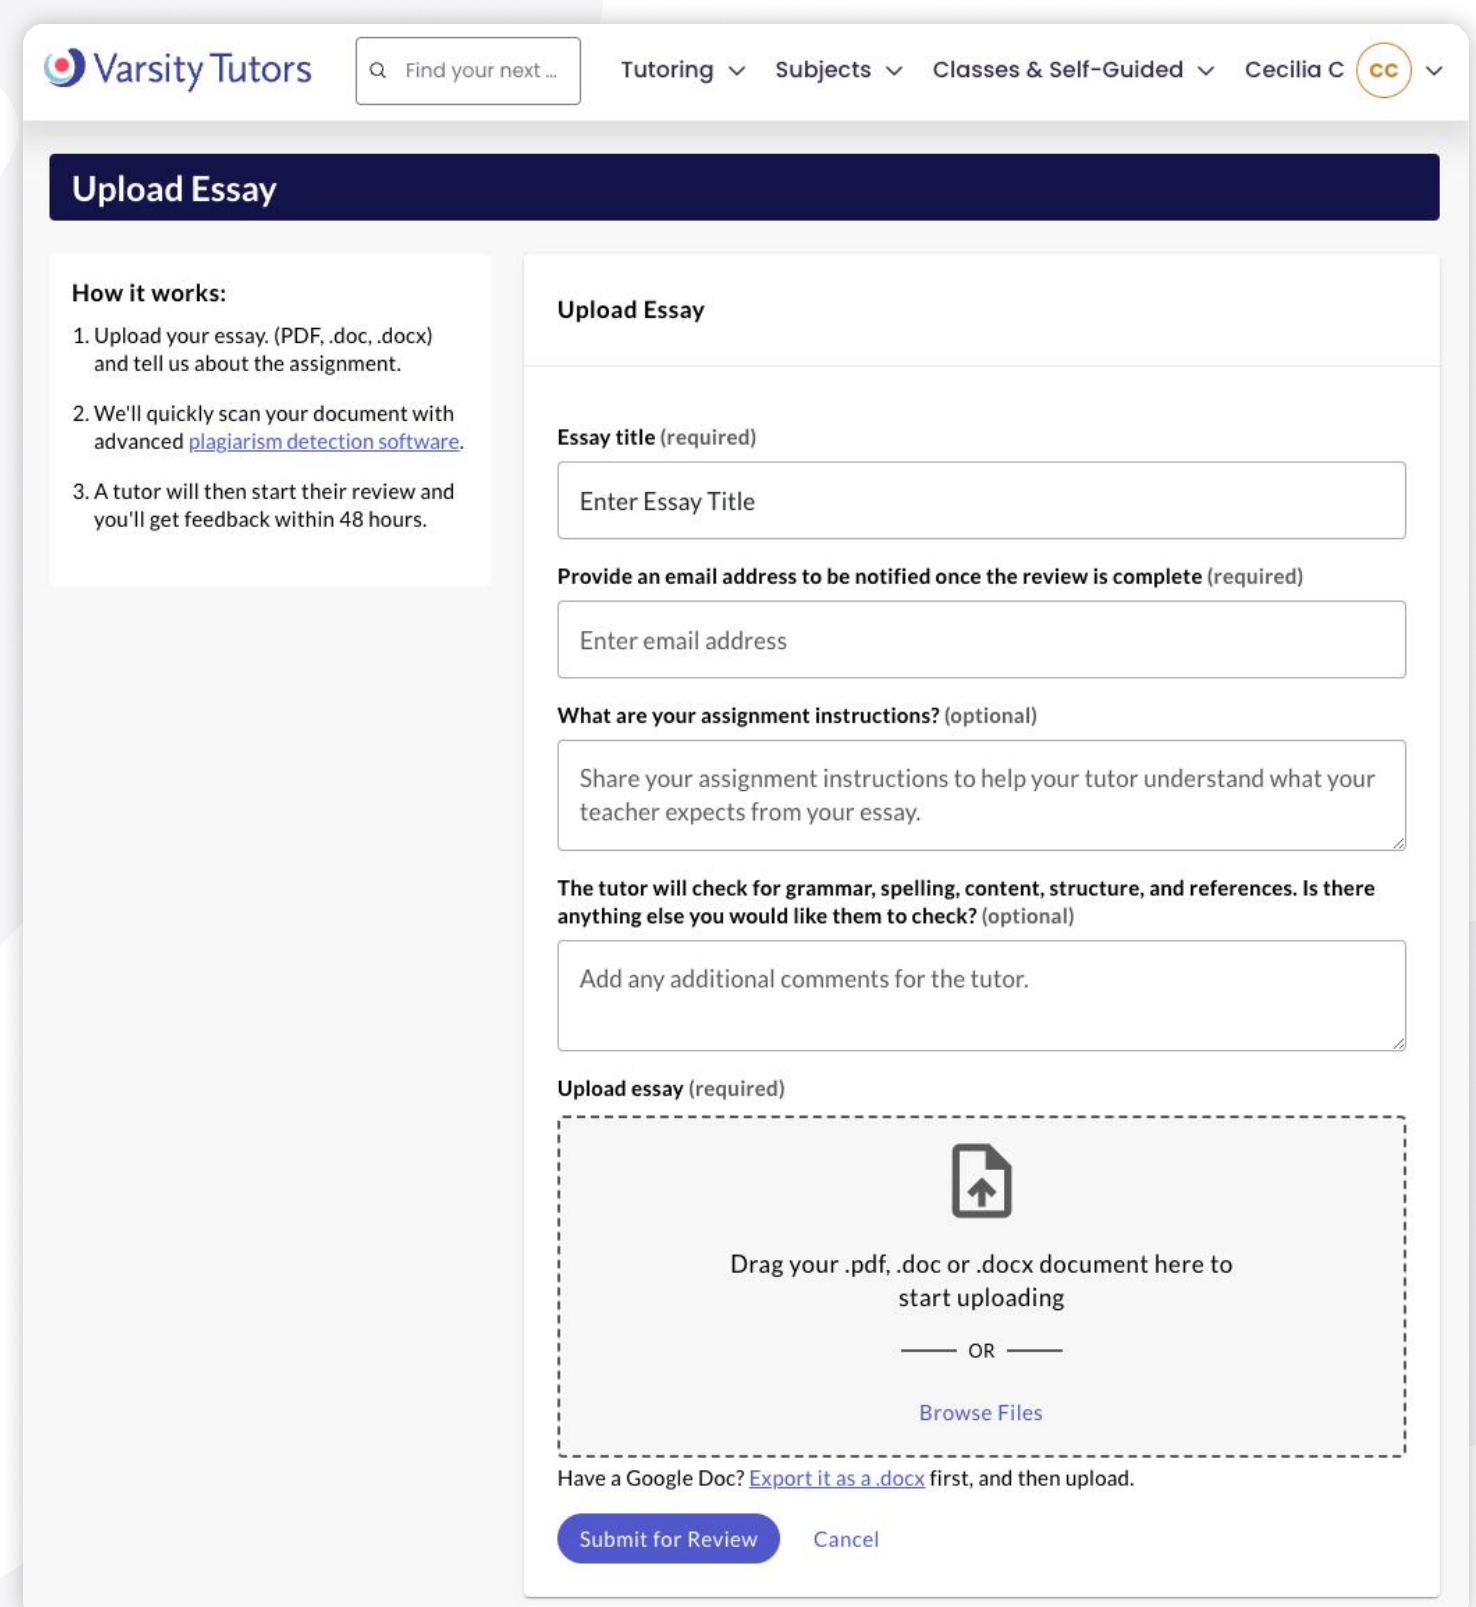 Varsity Tutors
Find your next ...
Tutoring
Subjects
Classes & Self-Guided
Cecilia C
CC
Upload Essay
How it works:
1. Upload your essay. (PDF, .doc, .docx)
and tell us about the assignment.
2. We'll quickly scan your document with
advanced plagiarism detection software.
3. A tutor will then start their review and
you'll get feedback within 48 hours.
Upload Essay
Essay title (required)
Enter Essay Title
Provide an email address to be notified once the review is complete (required)
Enter email address
What are your assignment instructions? (optional)
Share your assignment instructions to help your tutor understand what your
teacher expects from your essay.
The tutor will check for grammar, spelling, content, structure, and references. Is there
anything else you would like them to check? (optional)
Add any additional comments for the tutor.
Upload essay (required)
Drag your .pdf, .doc or .docx document here to
start uploading
OR
Browse Files
Have a Google Doc? Export it as a .docx first, and then upload.
Submit for Review
Cancel